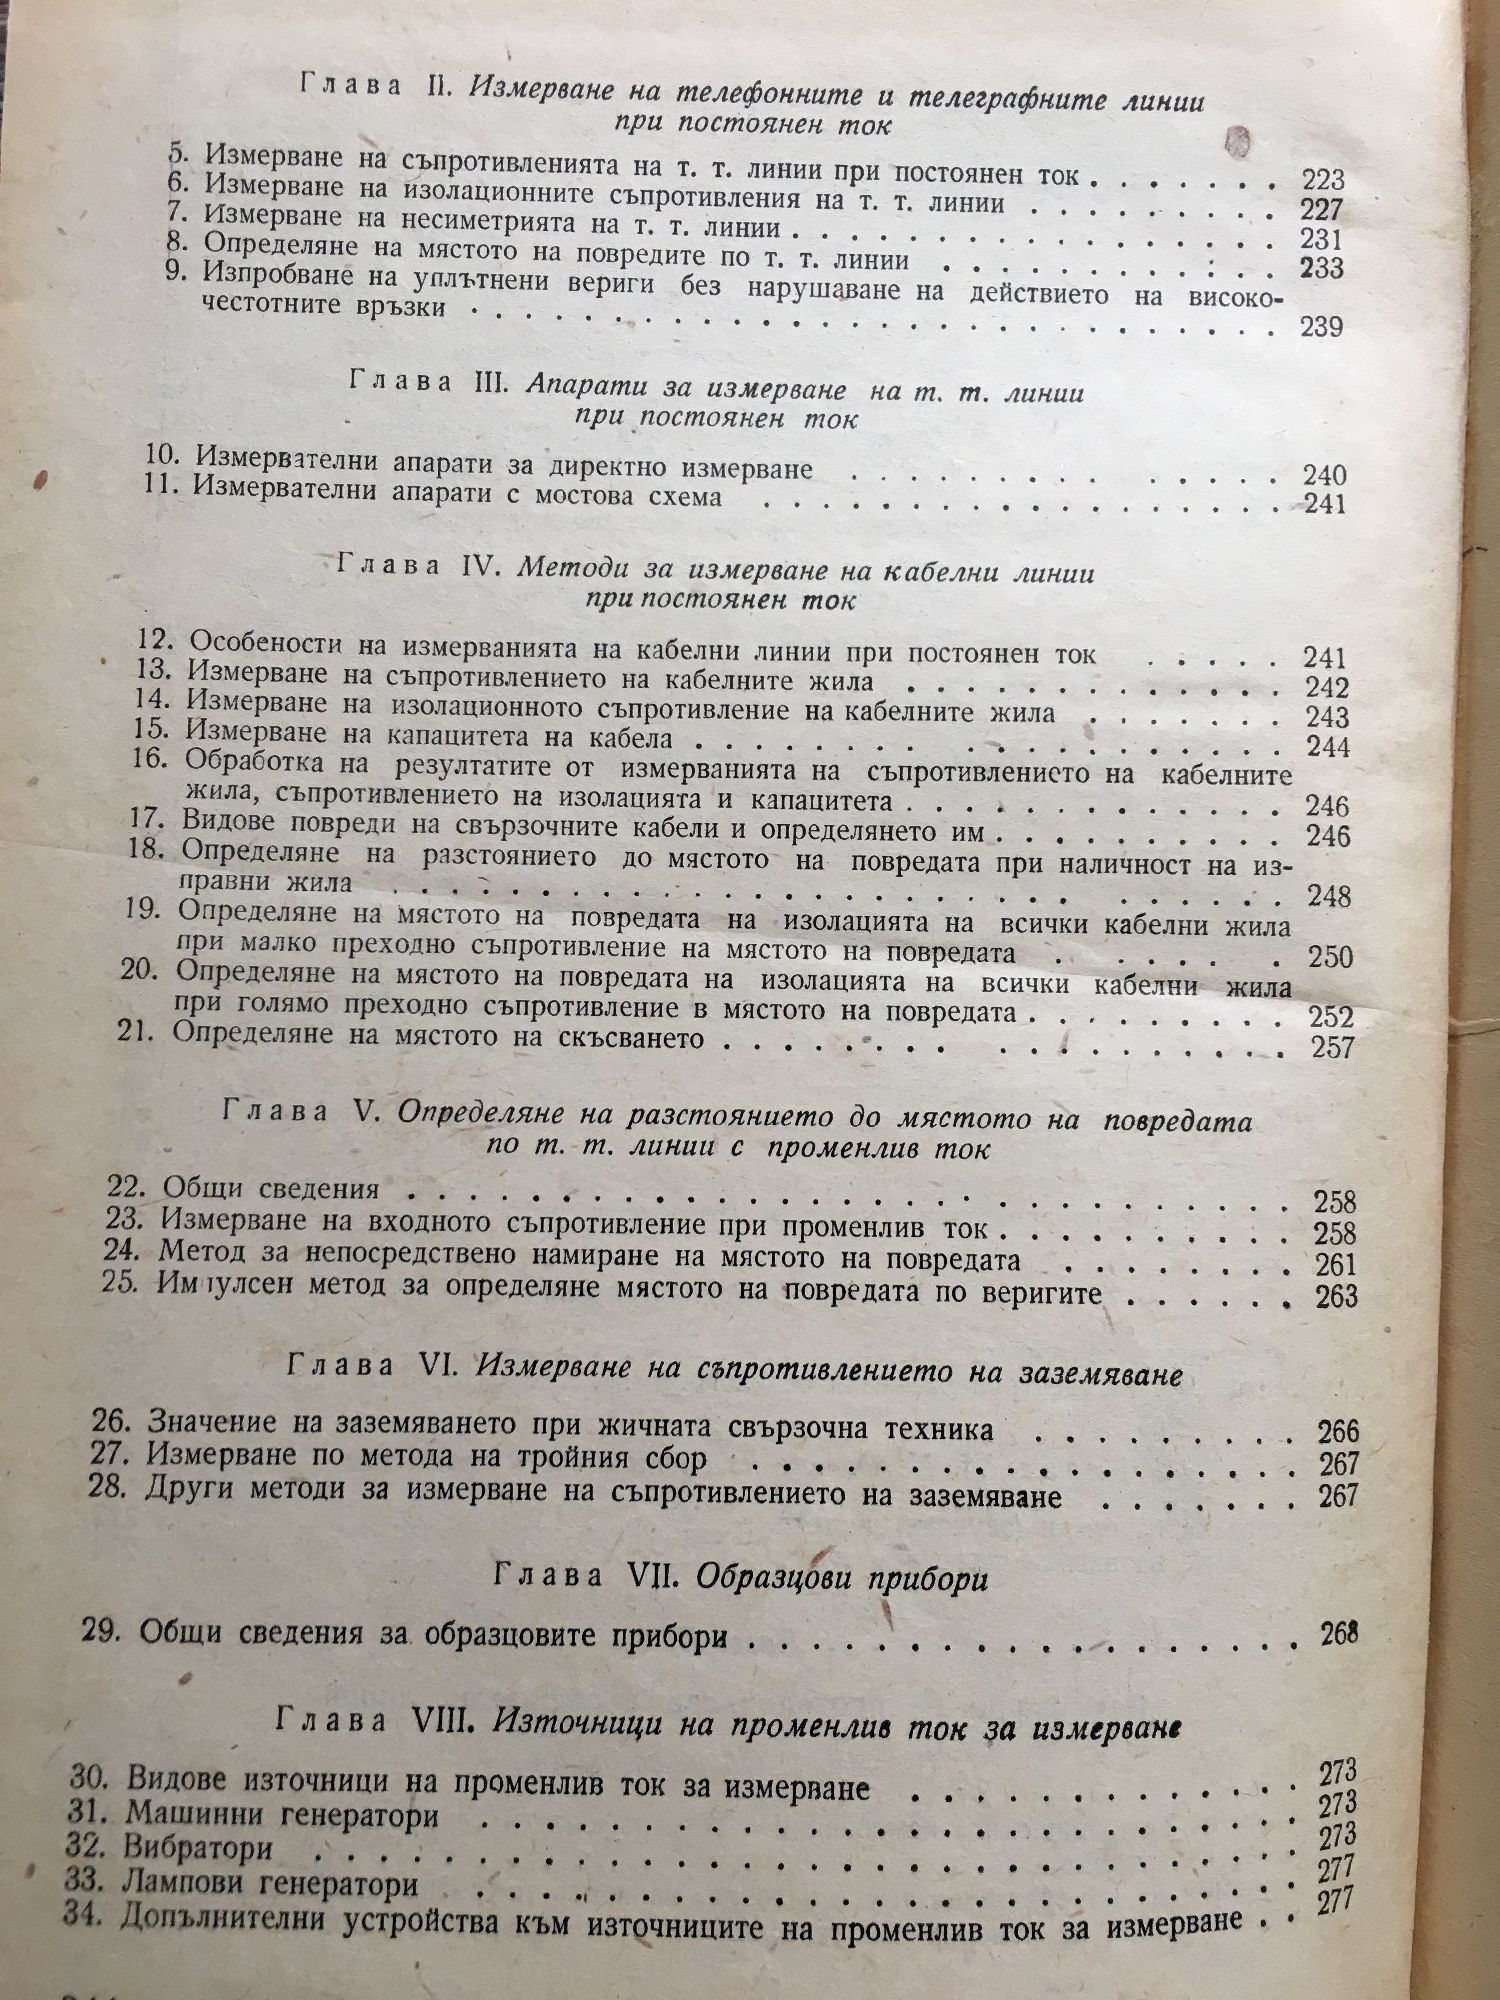 Глава II. Измерване на телефонните и телеграфните линии
при постоянен ток
5. Измерване на съпротивленията на т. т. линии при постоянен ток . . . . . . . 223
6. Измерване на изолационните съпротивления на т. т. линии . . . . . . . . . 227
7. Измерване на несиметрията на т. т. линии . . . . . . . . . . . . . . . . . 231
8. Определяне на мястото на повредите по т. т. линии . . . . . . . . . . . . 233
9. Изпробване на уплътнени вериги без нарушаване на действието на високо-
честотните връзки . . . . . . . . . . . . . . . . . . . . . . . . . . . . 239
Глава III. Апарати за измерване на т. т. линии
при постоянен ток
10. Измервателни апарати за директно измерване . . . . . . . . . . . . . . 240
11. Измервателни апарати с мостова схема . . . . . . . . . . . . . . . . . . 241
Глава IV. Методи за измерване на кабелни линии
при постоянен ток
12. Особености на измерванията на кабелни линии при постоянен ток . . . . . 241
13. Измерване на съпротивлението на кабелните жила . . . . . . . . . . . . . 242
14. Измерване на изолационното съпротивление на кабелните жила . . . . . . . 243
15. Измерване на капацитета на кабела . . . . . . . . . . . . . . . . . . . 244
16. Обработка на резултатите от измерванията на съпротивлението на кабелните
жила, съпротивлението на изолацията и капацитета . . . . . . . . . . . . . 246
17. Видове повреди на свързочните кабели и определянето им . . . . . . . . . . 246
18. Определяне на разстоянието до мястото на повредата при наличност на из-
правни жила . . . . . . . . . . . . . . . . . . . . . . . . . . . . . 248
19. Определяне на мястото на повредата на изолацията на всички кабелни жила
при малко преходно съпротивление на мястото на повредата . . . . . . 250
20. Определяне на мястото на повредата на изолацията на всички кабелни жила
при голямо преходно съпротивление в мястото на повредата . . . . . . . . . 252
21. Определяне на мястото на скъсването . . . . . . . . . . . . . . . . . . 257
Глава V. Определяне на разстоянието до мястото на повредата
по т. т. линии с променлив ток
22. Общи сведения . . . . . . . . . . . . . . . . . . . . . . . . . . . . . 258
23. Измерване на входното съпротивление при променлив ток . . . . . . . . . . 258
24. Метод за непосредствено намиране на мястото на повредата . . . . . . . . 261
25. Импулсен метод за определяне мястото на повредата по веригите . . . . . . 263
Глава VI. Измерване на съпротивлението на заземяване
26. Значение на заземяването при жичната свързочна техника . . . . . . . . . 266
27. Измерване по метода на тройния сбор . . . . . . . . . . . . . . . . . . 267
28. Други методи за измерване на съпротивлението на заземяване . . . . . . . 267
Глава VII. Образцови прибори
29. Общи сведения за образцовите прибори . . . . . . . . . . . . . . . . . . 268
Глава VIII. Източници на променлив ток за измерване
30. Видове източници на променлив ток за измерване . . . . . . . . . . . . . 273
31. Машинни генератори . . . . . . . . . . . . . . . . . . . . . . . . . . . 273
32. Вибратори . . . . . . . . . . . . . . . . . . . . . . . . . . . . . . . 273
33. Лампови генератори . . . . . . . . . . . . . . . . . . . . . . . . . . . 277
34. Допълнителни устройства към източниците на променлив ток за измерване . . 277